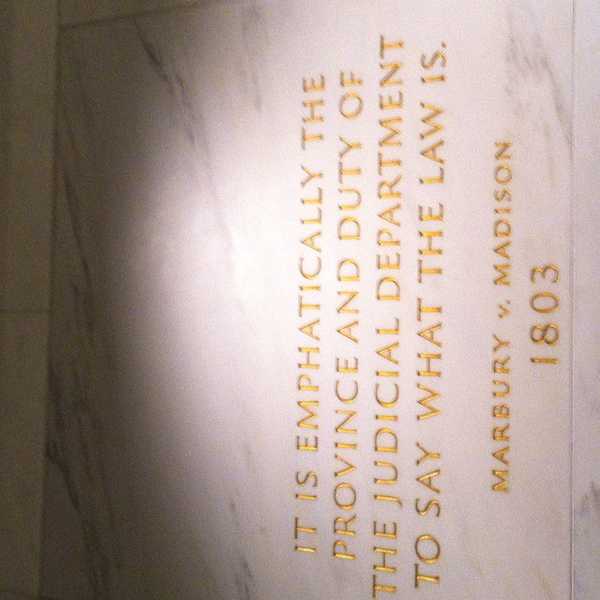 IT IS EMPHATICALLY THE
PROVINCE AND DUTY OF
THE JUDICIAL DEPARTMENT
TO SAY WHAT THE LAW IS.
MARBURY v. MADISON
1803